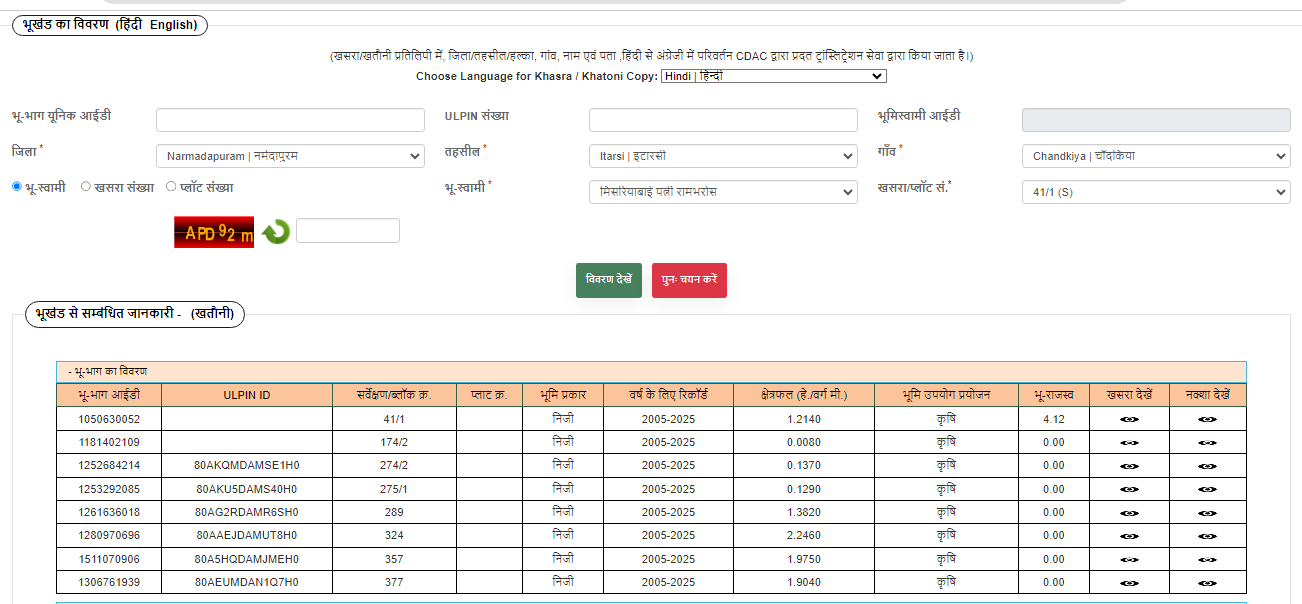 भूखंड का विवरण (हिंदी English)
(खसरा/खतौनी प्रतिलिपी में, जिला/तहसील/हल्का, गांव, नाम एवं पता ,हिंदी से अंग्रेजी में परिवर्तन CDAC द्वारा प्रदत ट्रांस्लिट्रेशन सेवा द्वारा किया जाता है।)
Choose Language for Khasra / Khatoni Copy: Hindi | हिन्दी
भू-भाग यूनिक आईडी ULPIN संख्या भूमिस्वामी आईडी
जिला * Narmadapuram | नर्मदापुरम तहसील * Itarsi | इटारसी गाँव * Chandkiya | चाँदकिया
भू-स्वामी खसरा संख्या प्लॉट संख्या भू-स्वामी * मिसरियाबाई पत्नी रामभरोस खसरा/प्लॉट सं.* 41/1 (S)
APD92m
विवरण देखें पुनः चयन करें
भूखंड से सम्बंधित जानकारी - (खतौनी)
- भू-भाग का विवरण
भू-भाग आईडी ULPIN ID सर्वेक्षण/ब्लॉक क्र. प्लाट क्र. भूमि प्रकार वर्ष के लिए रिकॉर्ड क्षेत्रफल (हे./वर्ग मी.) भूमि उपयोग प्रयोजन भू-राजस्व खसरा देखें नक्शा देखें
1050630052 41/1 निजी 2005-2025 1.2140 कृषि 4.12
1181402109 174/2 निजी 2005-2025 0.0080 कृषि 0.00
1252684214 80AKQMDAMSE1H0 274/2 निजी 2005-2025 0.1370 कृषि 0.00
1253292085 80AKU5DAMS40H0 275/1 निजी 2005-2025 0.1290 कृषि 0.00
1261636018 80AG2RDAMR6SH0 289 निजी 2005-2025 1.3820 कृषि 0.00
1280970696 80AAEJDAMUT8H0 324 निजी 2005-2025 2.2460 कृषि 0.00
1511070906 80A5HQDAMJMEH0 357 निजी 2005-2025 1.9750 कृषि 0.00
1306761939 80AEUMDAN1Q7H0 377 निजी 2005-2025 1.9040 कृषि 0.00